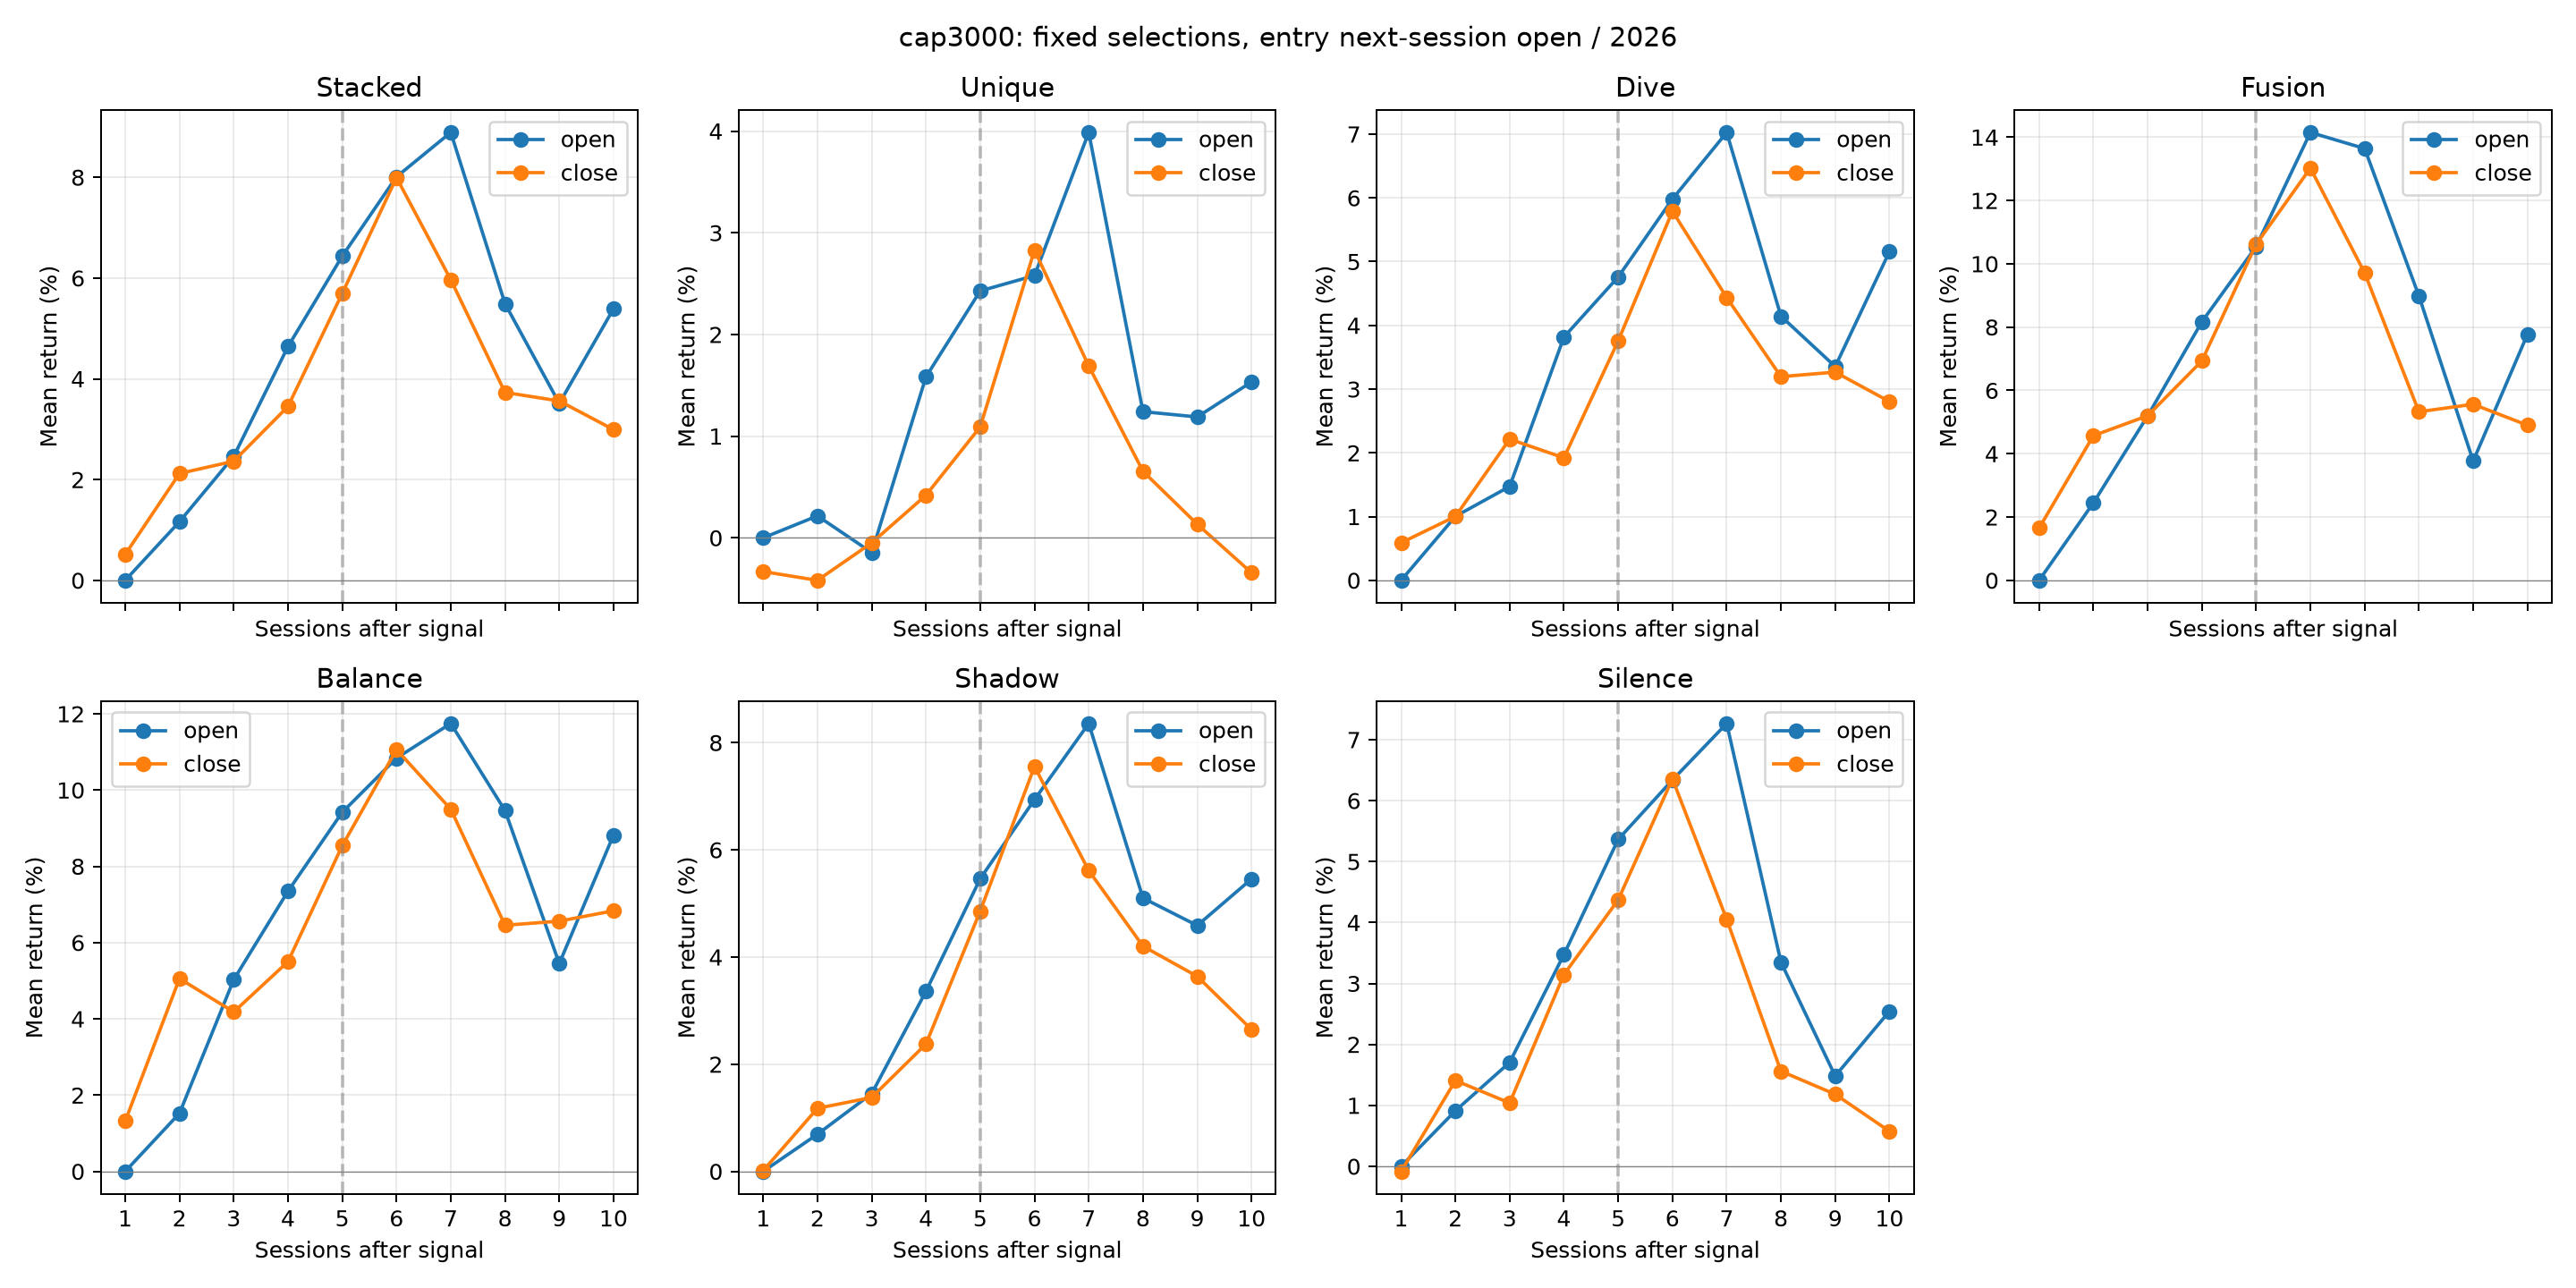 cap3000: fixed selections, entry next-session open / 2026
Stacked
Mean return (%)
8
6
4
2
0
open
close
Sessions after signal
Unique
Mean return (%)
4
3
2
1
0
open
close
Sessions after signal
Dive
Mean return (%)
7
6
5
4
3
2
1
0
open
close
Sessions after signal
Fusion
Mean return (%)
14
12
10
8
6
4
2
0
open
close
Sessions after signal
Balance
Mean return (%)
12
10
8
6
4
2
0
open
close
1 2 3 4 5 6 7 8 9 10
Sessions after signal
Shadow
Mean return (%)
8
6
4
2
0
open
close
1 2 3 4 5 6 7 8 9 10
Sessions after signal
Silence
Mean return (%)
7
6
5
4
3
2
1
0
open
close
1 2 3 4 5 6 7 8 9 10
Sessions after signal